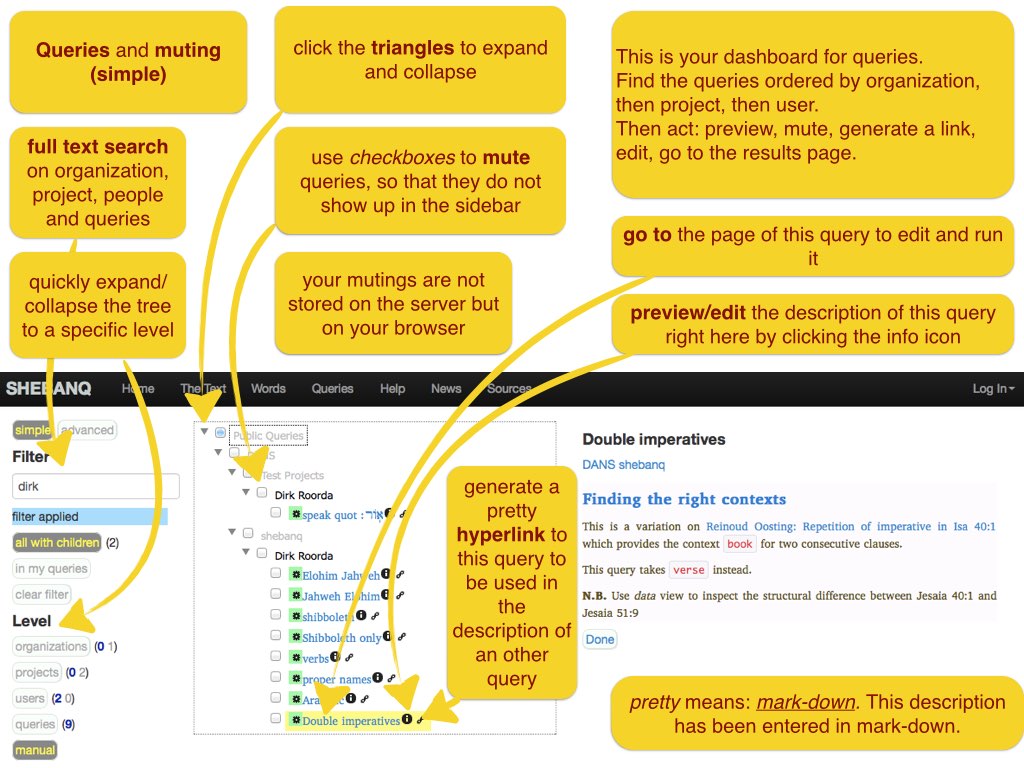 Queries and muting
(simple)
click the triangles to expand
and collapse
This is your dashboard for queries.
Find the queries ordered by organization,
then project, then user.
Then act: preview, mute, generate a link,
edit, go to the results page.
full text search
on organization,
project, people
and queries
use checkboxes to mute
queries, so that they do not
show up in the sidebar
go to the page of this query to edit and run
it
quickly expand/
collapse the tree
to a specific level
your mutings are not
stored on the server but
on your browser
preview/edit the description of this query
right here by clicking the info icon
SHEBANQ Home The Text Words Queries Help News Sources Log In
simple advanced
Filter
dirk
filter applied
all with children (2)
in my queries
clear filter
Level
organizations (0 1)
projects (0 2)
users (2 0)
queries (9)
manual
Public Queries
Test Projects
Dirk Roorda
speak quot : אוֹר
shebanq
Dirk Roorda
Elohim Jahweh
Jahweh Elohim
shibboleth
Shibboleth only
verbs
proper names
Double imperatives
generate a
pretty
hyperlink to
this query to
be used in
the
description of
an other
query
Double imperatives
DANS shebanq
Finding the right contexts
This is a variation on Reinoud Oosting: Repetition of imperative in Isa 40:1
which provides the context book for two consecutive clauses.
This query takes verse instead.
N.B. Use data view to inspect the structural difference between Jesaia 40:1 and
Jesaia 51:9
Done
pretty means: mark-down. This description
has been entered in mark-down.